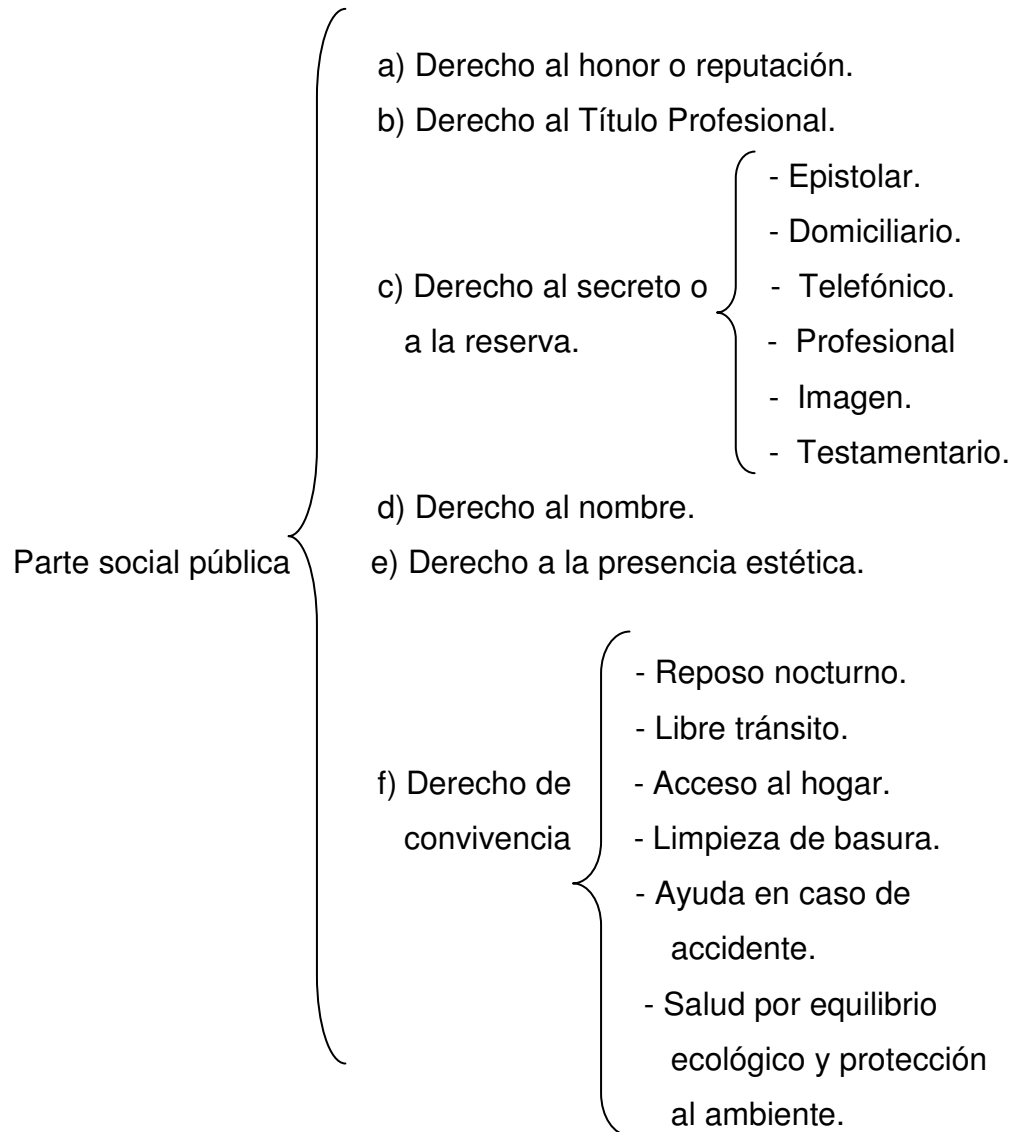 a) Derecho al honor o reputación.
b) Derecho al Título Profesional.
- Epistolar.
- Domiciliario.
c) Derecho al secreto o
a la reserva.
- Telefónico.
- Profesional
- Imagen.
- Testamentario.
d) Derecho al nombre.
Parte social pública
e) Derecho a la presencia estética.
f) Derecho de
convivencia
- Reposo nocturno.
- Libre tránsito.
- Acceso al hogar.
- Limpieza de basura.
- Ayuda en caso de
accidente.
- Salud por equilibrio
ecológico y protección
al ambiente.